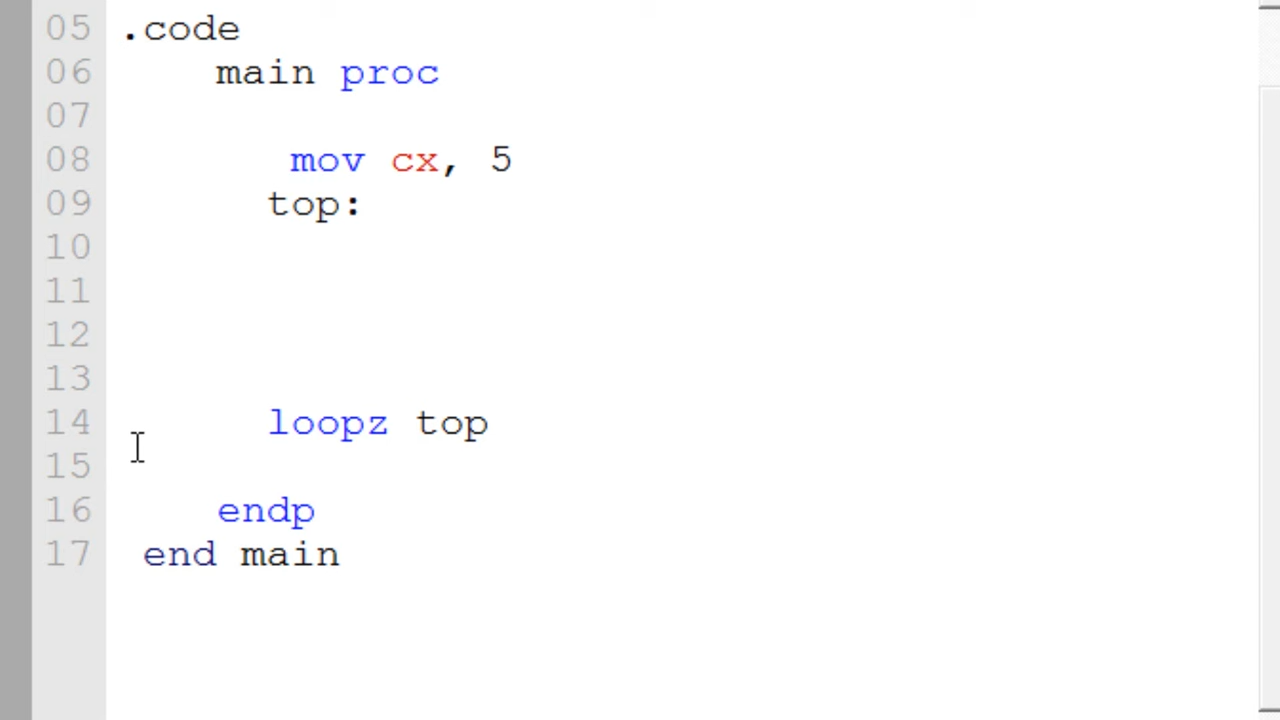 05 .code
06 main proc
07
08 mov cx, 5
09 top:
10
11
12
13
14 loopz top
15
16 endp
17 end main